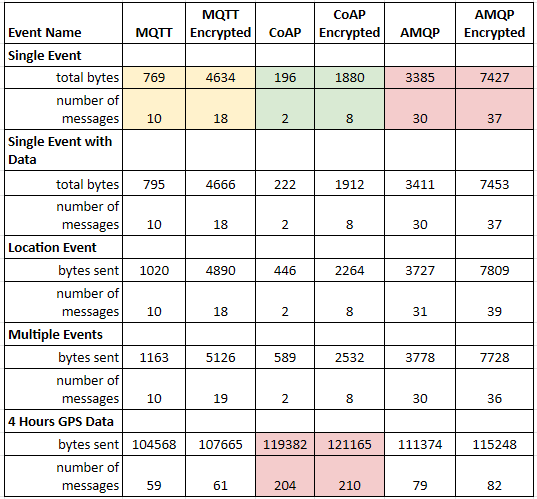 Event Name MQTT MQTT Encrypted CoAP CoAP Encrypted AMQP AMQP Encrypted
Single Event
total bytes 769 4634 196 1880 3385 7427
number of messages 10 18 2 8 30 37
Single Event with Data
total bytes 795 4666 222 1912 3411 7453
number of messages 10 18 2 8 30 37
Location Event
bytes sent 1020 4890 446 2264 3727 7809
number of messages 10 18 2 8 31 39
Multiple Events
bytes sent 1163 5126 589 2532 3778 7728
number of messages 10 19 2 8 30 36
4 Hours GPS Data
bytes sent 104568 107665 119382 121165 111374 115248
number of messages 59 61 204 210 79 82